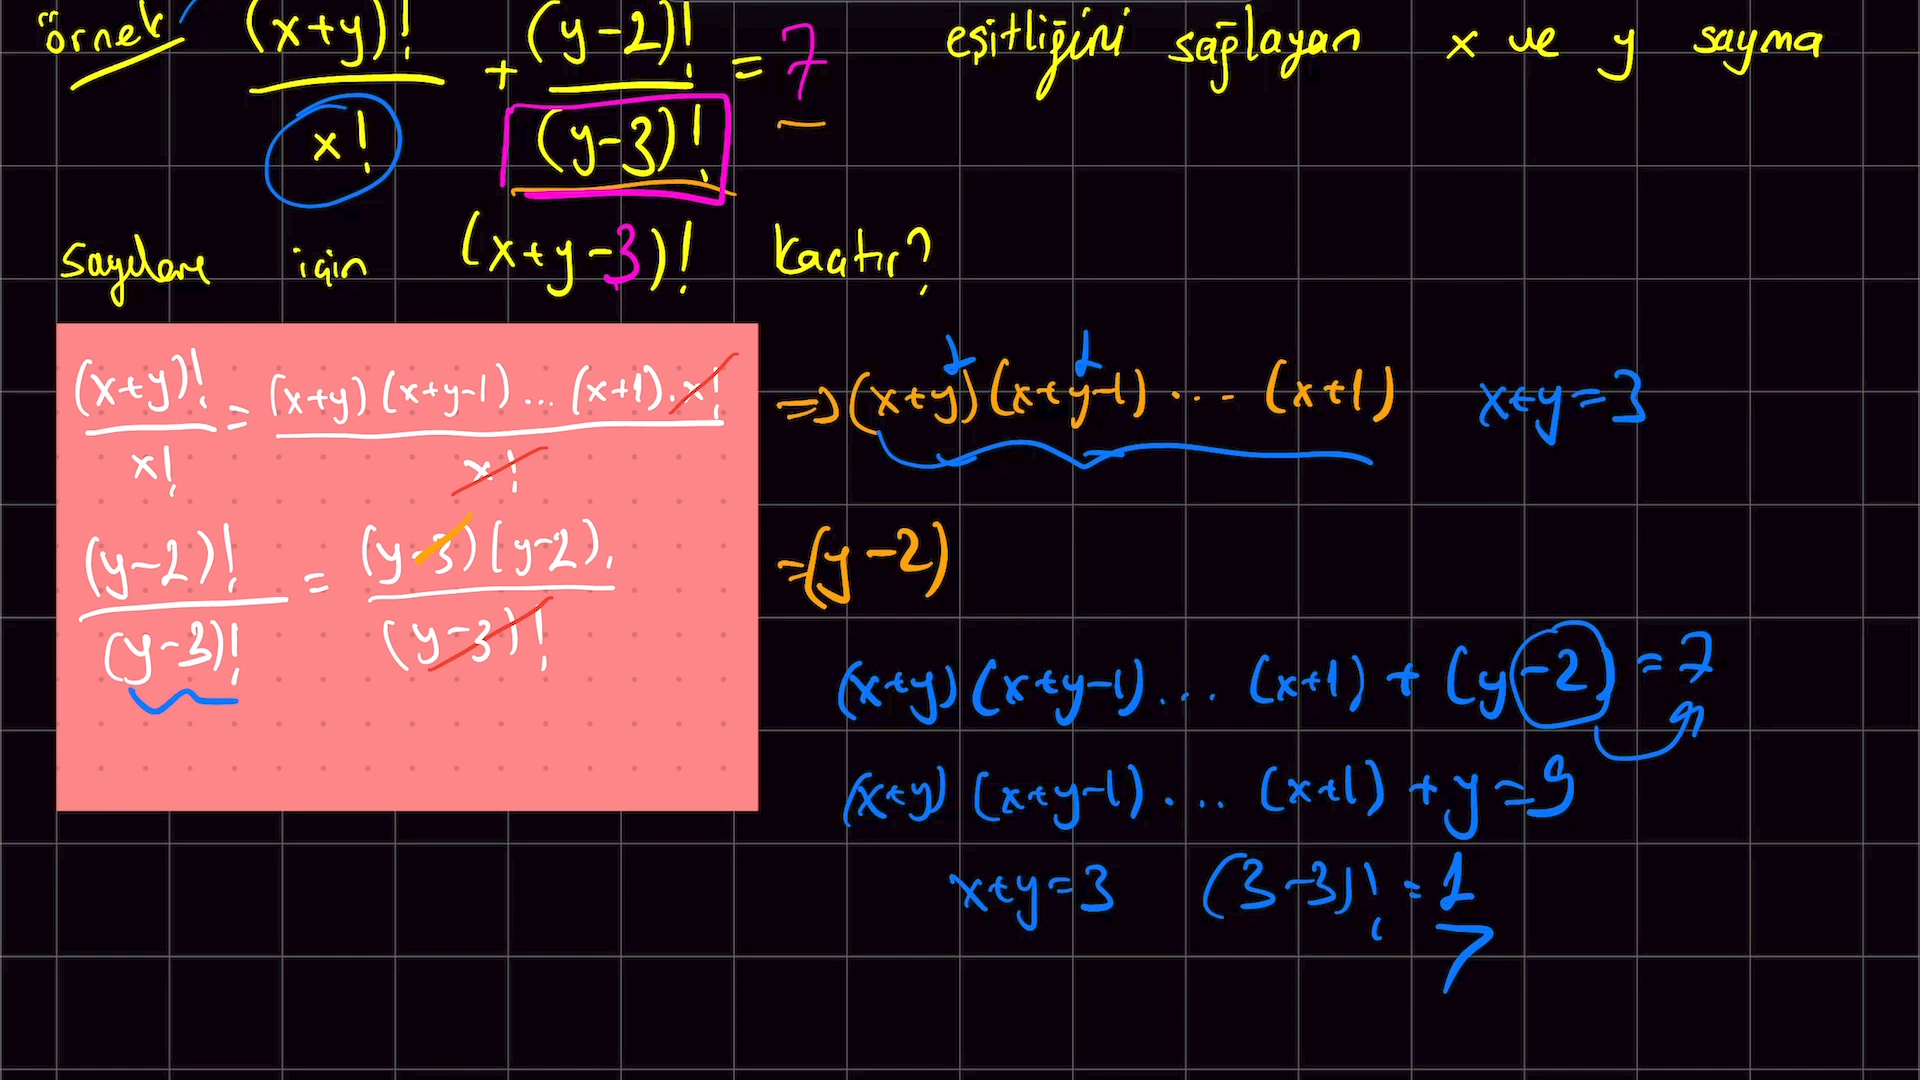 örnek (x+y)!/x! + (y-2)!/(y-3)! = 7 eşitliğini sağlayan x ve y sayma
sayıları için (x+y-3)! kaçtır?
(x+y)!/x! = (x+y)(x+y-1)...(x+1).x!/x! => (x+y)(x+y-1)...(x+1) x+y=3
(y-2)!/(y-3)! = (y-3)(y-2)./(y-3)! =(y-2)
(x+y)(x+y-1)...(x+1)+(y-2)=7
(x+y)(x+y-1)...(x+1)+y=9
x+y=3 (3-3)!=1